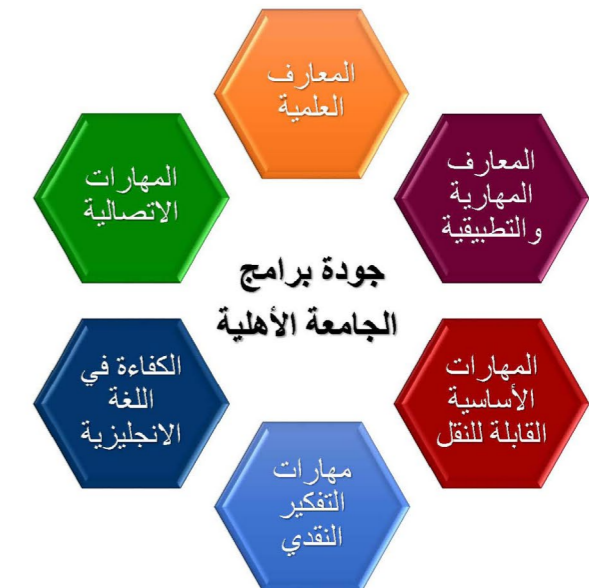 المعارف
العلمية
المعارف
المهارية
والتطبيقية
المهارات
الأساسية
القابلة للنقل
مهارات
التفكير
النقدي
الكفاءة في
اللغة
الانجليزية
المهارات
الاتصالية
جودة برامج
الجامعة الأهلية